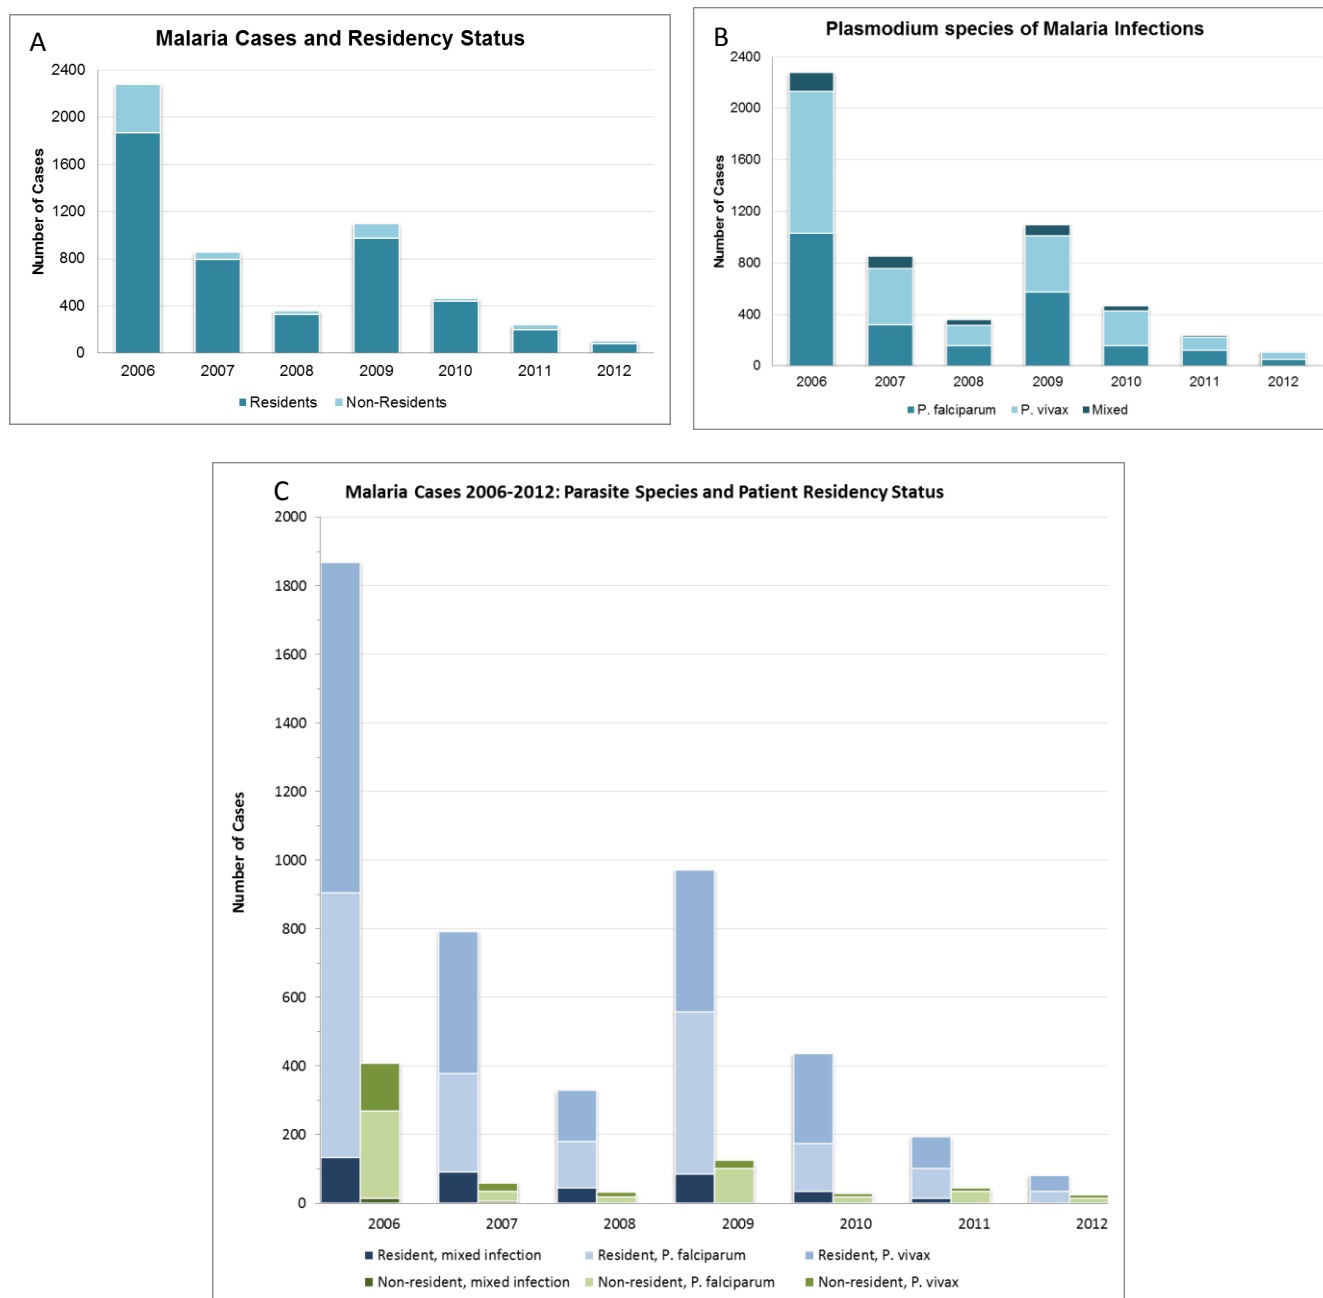 A
Malaria Cases and Residency Status
Number of Cases
2400
2000
1600
1200
800
400
0
2006 2007 2008 2009 2010 2011 2012
Residents Non-Residents
B
Plasmodium species of Malaria Infections
Number of Cases
2400
2000
1600
1200
800
400
0
2006 2007 2008 2009 2010 2011 2012
P. falciparum P. vivax Mixed
C
Malaria Cases 2006-2012: Parasite Species and Patient Residency Status
Number of Cases
2000
1800
1600
1400
1200
1000
800
600
400
200
0
2006 2007 2008 2009 2010 2011 2012
Resident, mixed infection Resident, P. falciparum Resident, P. vivax
Non-resident, mixed infection Non-resident, P. falciparum Non-resident, P. vivax